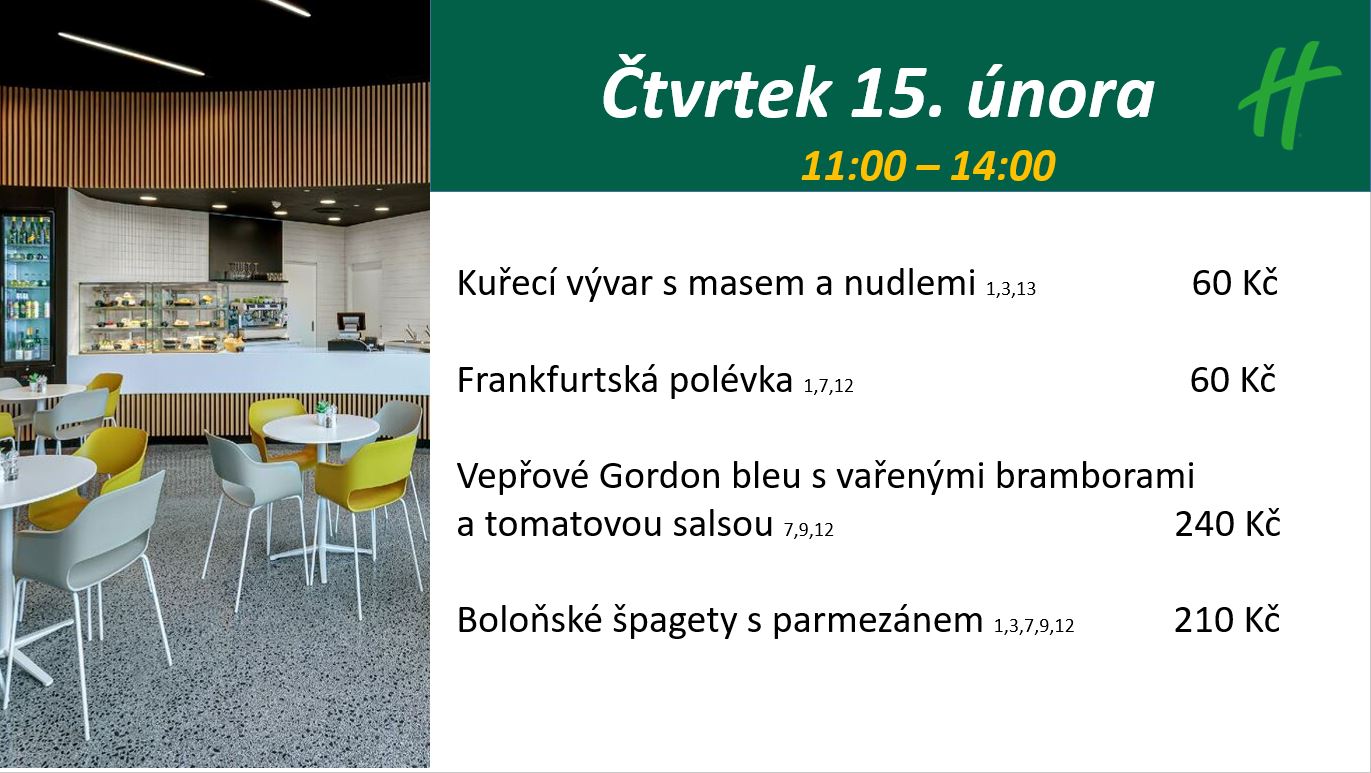 Čtvrtek 15. února
11:00 – 14:00
Kuřecí vývar s masem a nudlemi 1,3,13 60 Kč
Frankfurtská polévka 1,7,12 60 Kč
Vepřové Gordon bleu s vařenými bramborami
a tomatovou salsou 7,9,12 240 Kč
Boloňské špagety s parmezánem 1,3,7,9,12 210 Kč